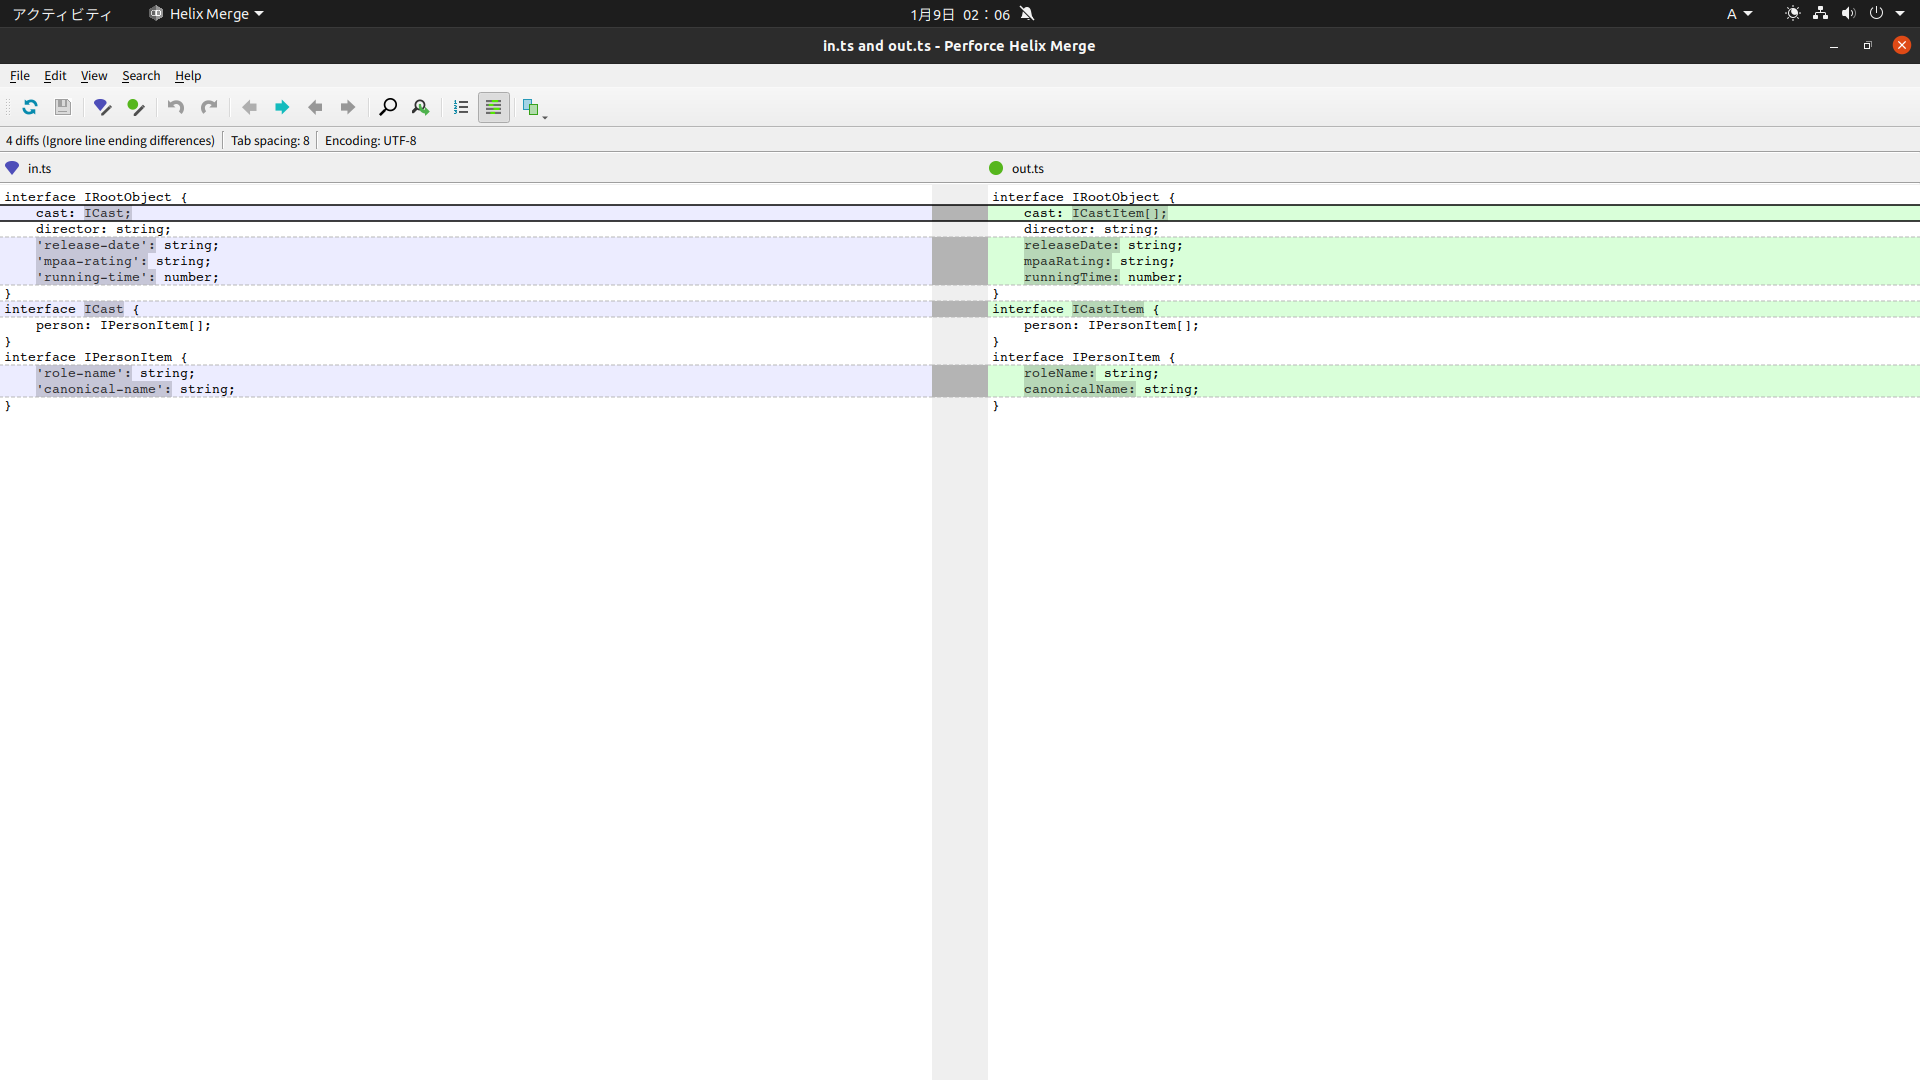 アクティビティ Helix Merge 1月9日 02：06 A
in.ts and out.ts - Perforce Helix Merge
File Edit View Search Help
4 diffs (Ignore line ending differences) Tab spacing: 8 Encoding: UTF-8
in.ts
interface IRootObject {
    cast: ICast;
    director: string;
    'release-date': string;
    'mpaa-rating': string;
    'running-time': number;
}
interface ICast {
    person: IPersonItem[];
}
interface IPersonItem {
    'role-name': string;
    'canonical-name': string;
}
out.ts
interface IRootObject {
    cast: ICastItem[];
    director: string;
    releaseDate: string;
    mpaaRating: string;
    runningTime: number;
}
interface ICastItem {
    person: IPersonItem[];
}
interface IPersonItem {
    roleName: string;
    canonicalName: string;
}